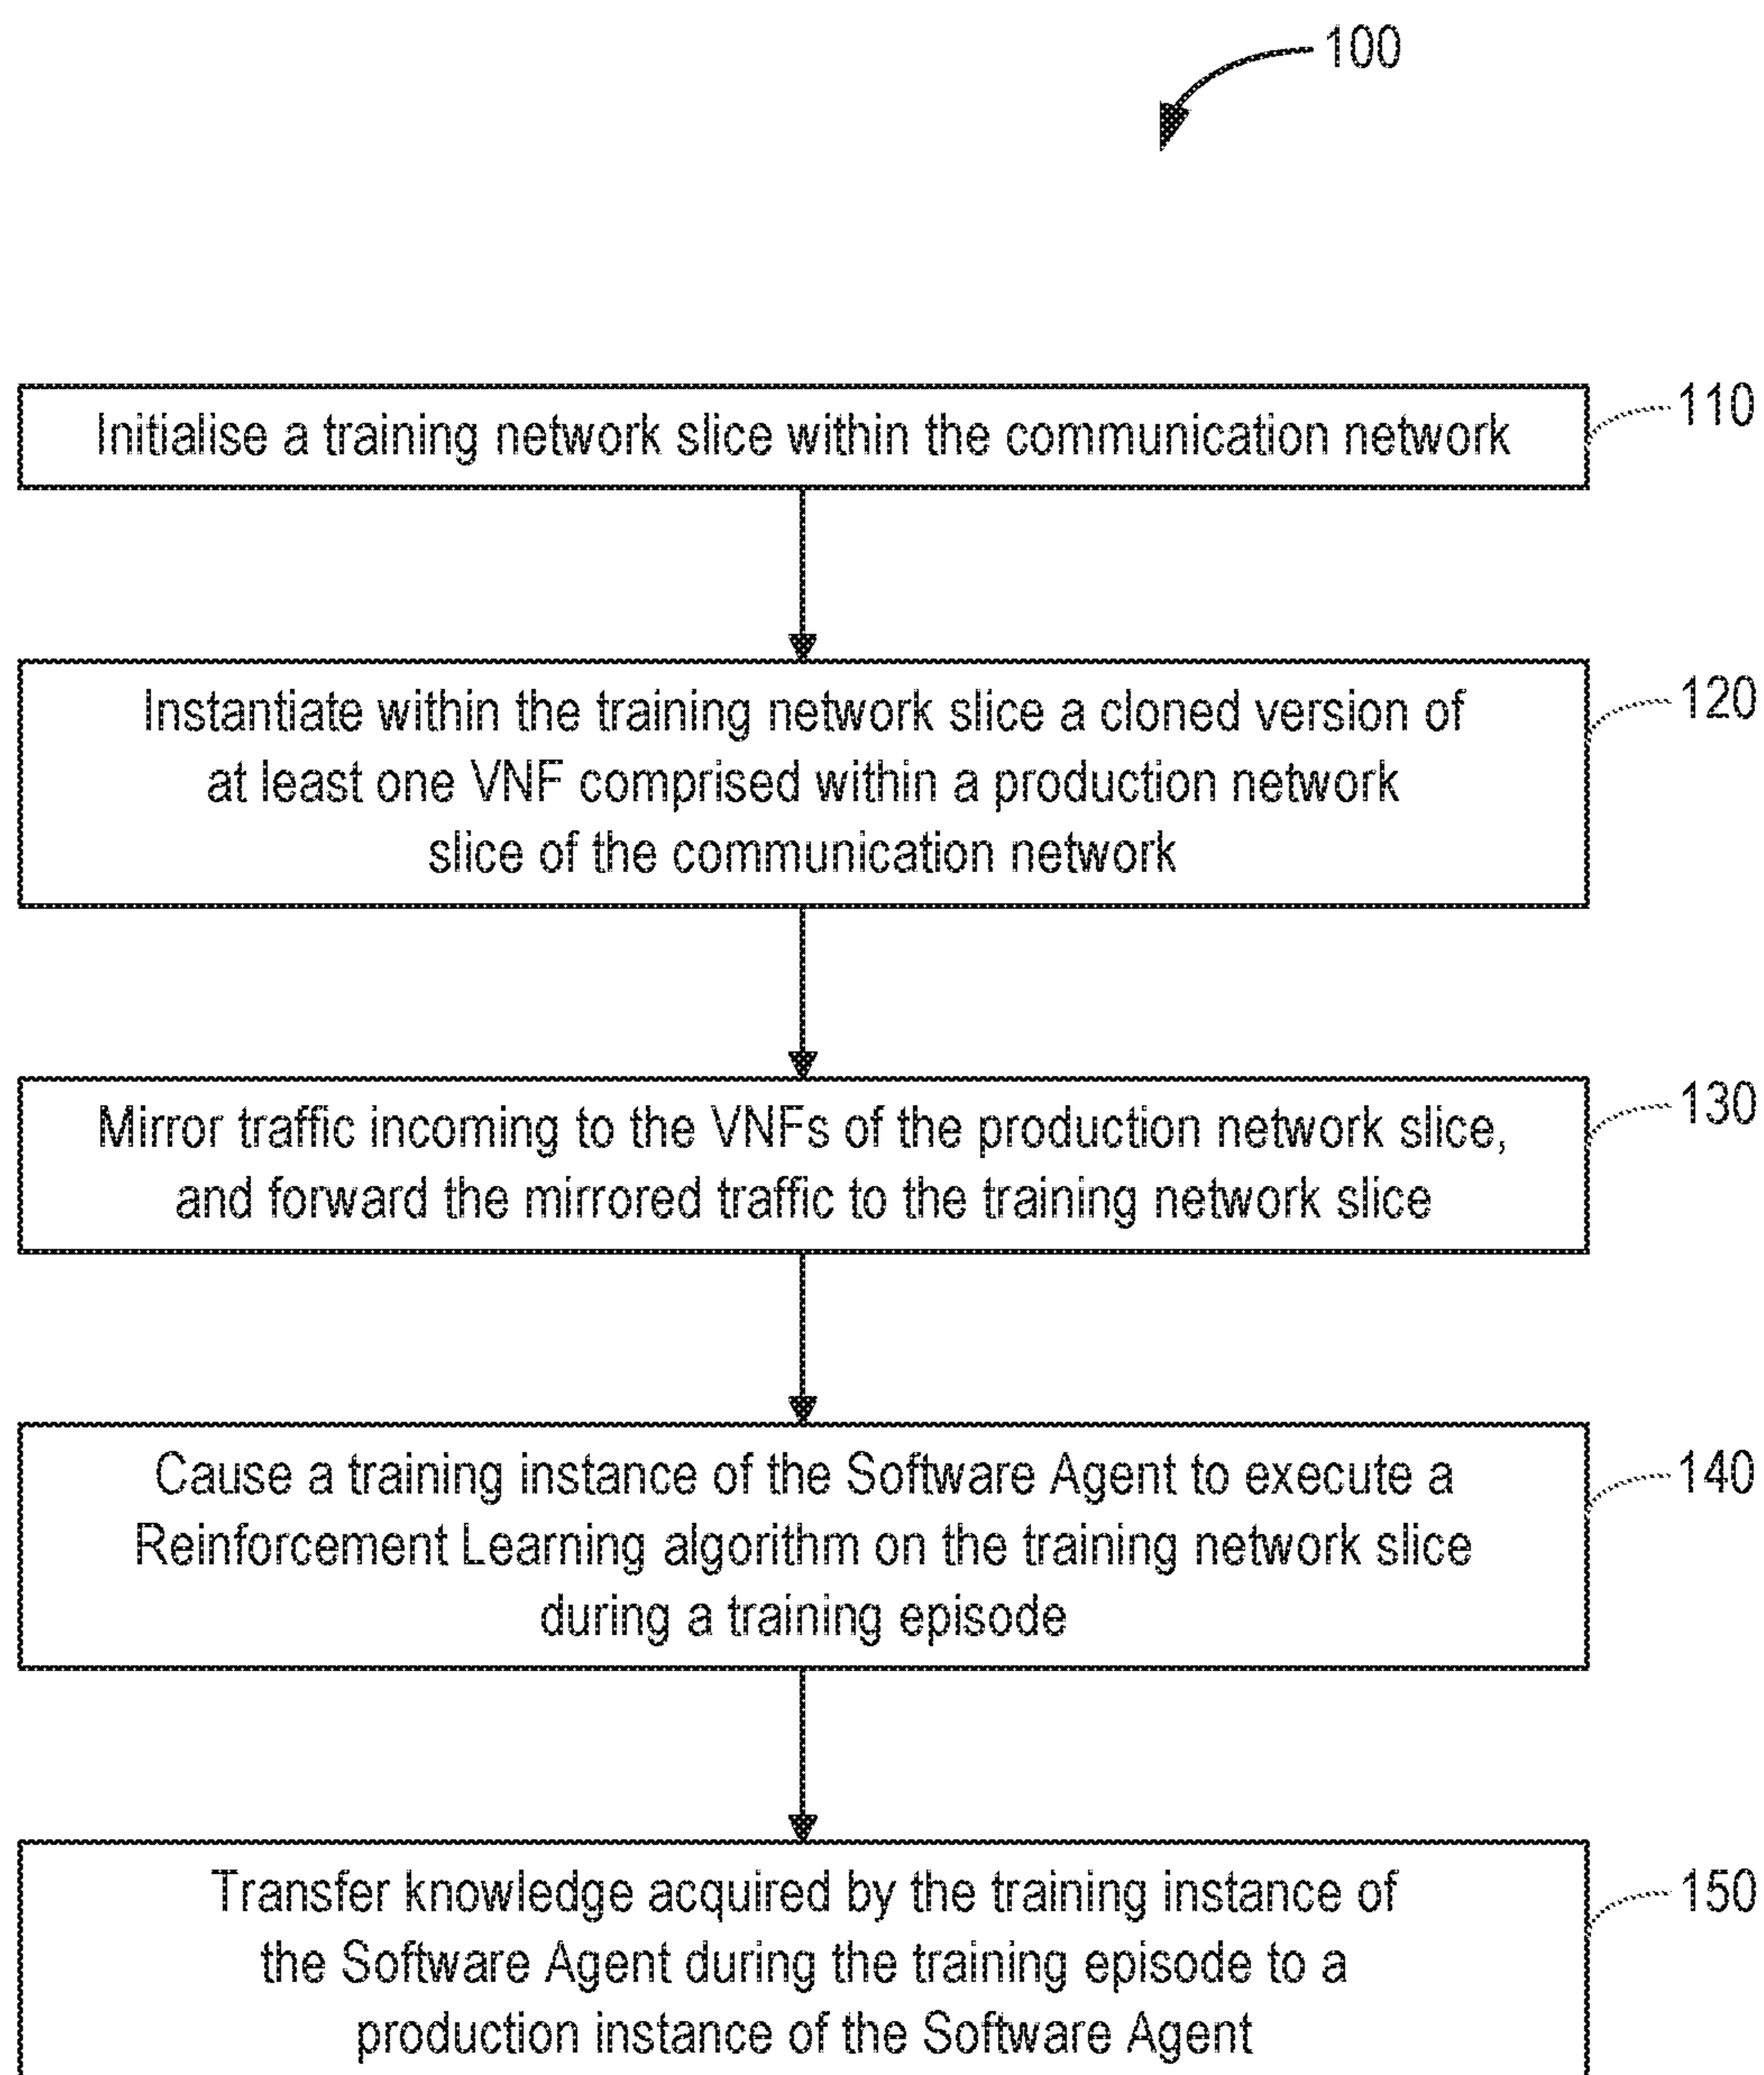 100
Initialise a training network slice within the communication network
110
Instantiate within the training network slice a cloned version of
at least one VNF comprised within a production network
slice of the communication network
120
Mirror traffic incoming to the VNFs of the production network slice,
and forward the mirrored traffic to the training network slice
130
Cause a training instance of the Software Agent to execute a
Reinforcement Learning algorithm on the training network slice
during a training episode
140
Transfer knowledge acquired by the training instance of
the Software Agent during the training episode to a
production instance of the Software Agent
150